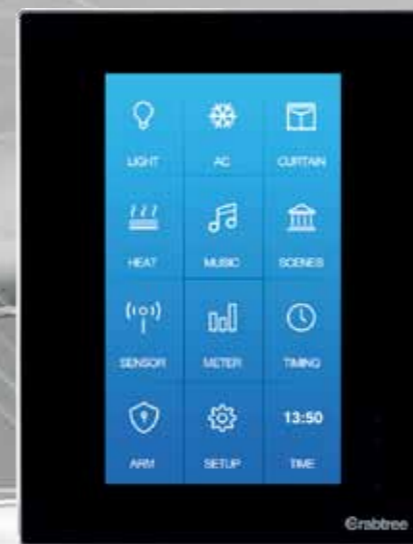 LIGHT AC CURTAIN
HEAT MUSIC SCENES
SENSOR METER TIMING
13:50
ARM SETUP TIME
Crabtree